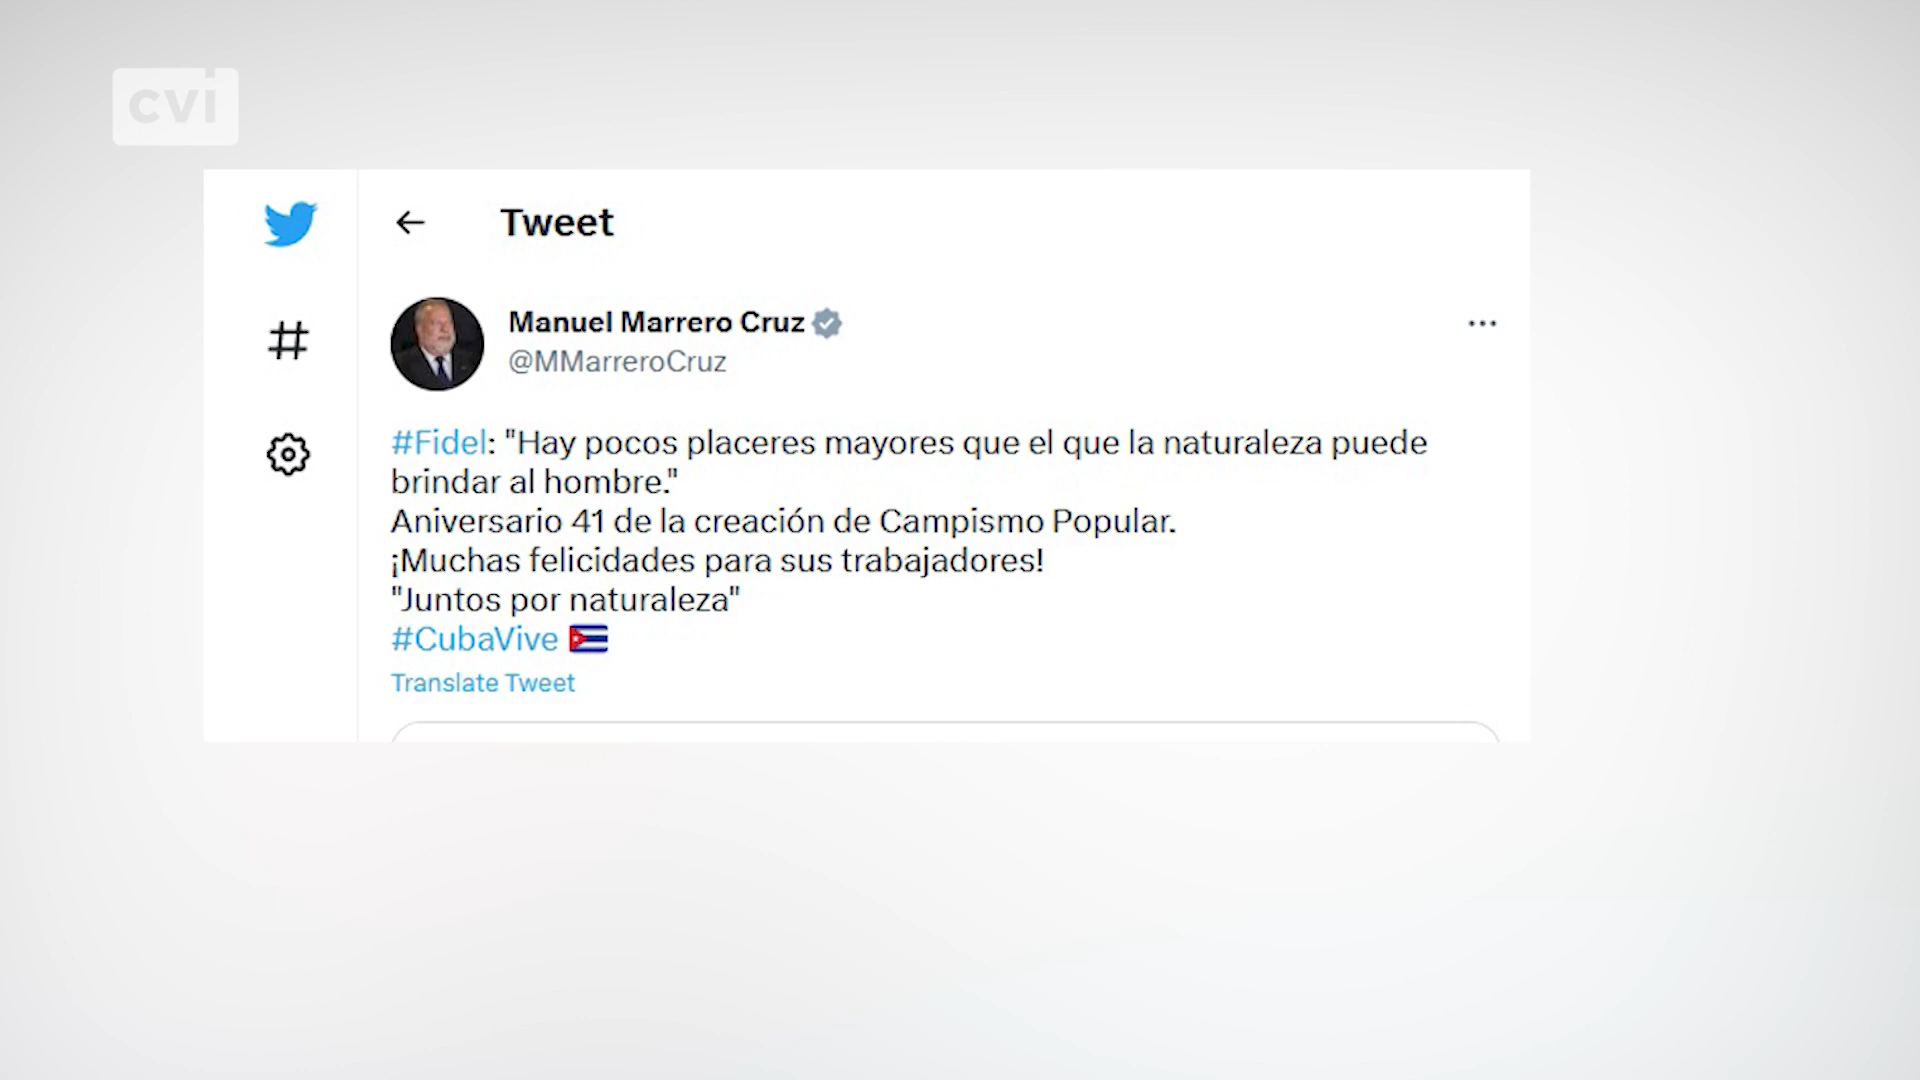 cvi
Tweet
Manuel Marrero Cruz
@MMarreroCruz
#Fidel: "Hay pocos placeres mayores que el que la naturaleza puede
brindar al hombre."
Aniversario 41 de la creación de Campismo Popular.
¡Muchas felicidades para sus trabajadores!
"Juntos por naturaleza"
#CubaVive 🇨🇺
Translate Tweet